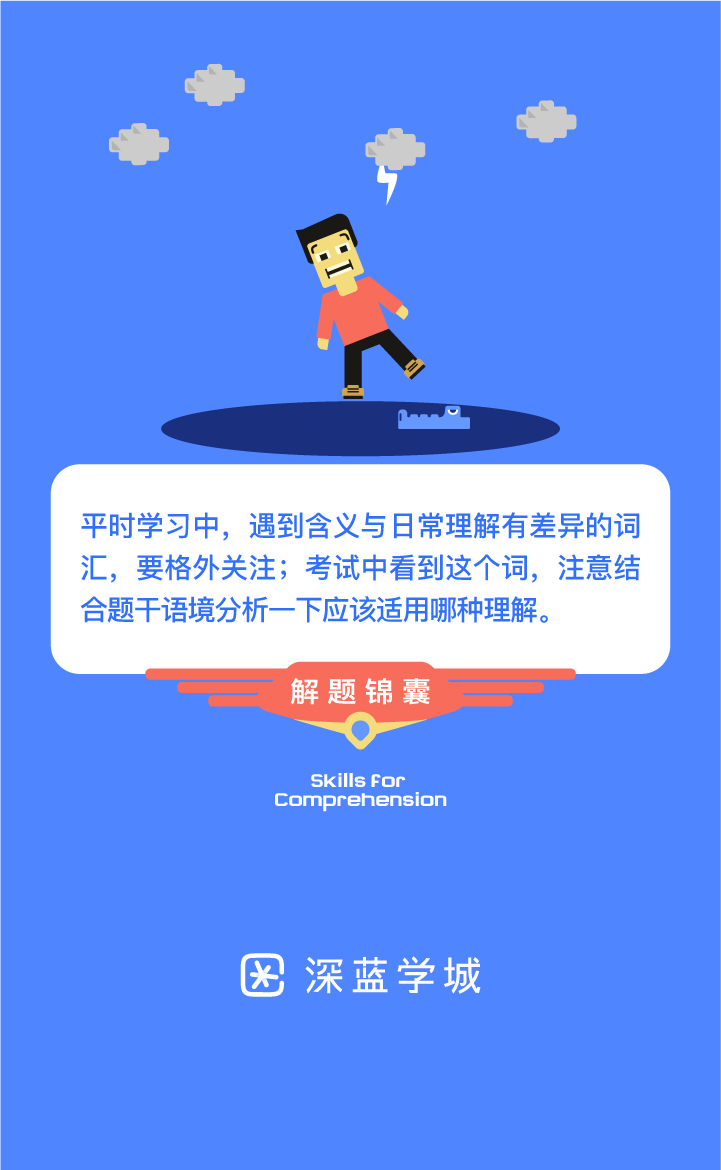 平时学习中，遇到含义与日常理解有差异的词
汇，要格外关注；考试中看到这个词，注意结
合题干语境分析一下应该适用哪种理解。
解题锦囊
Skills for
Comprehension
深蓝学城